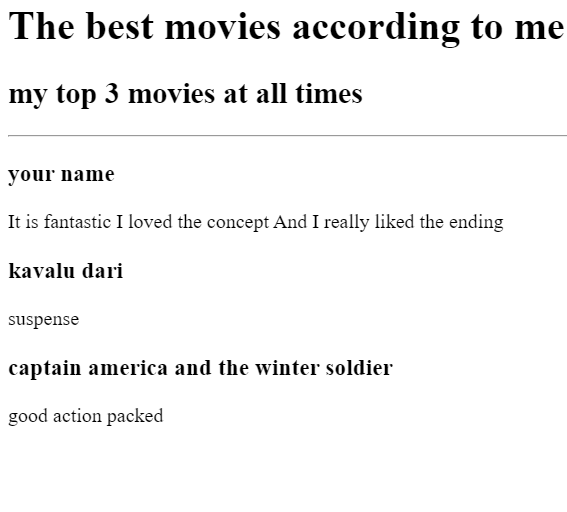 The best movies according to me
my top 3 movies at all times
your name
It is fantastic I loved the concept And I really liked the ending
kavalu dari
suspense
captain america and the winter soldier
good action packed